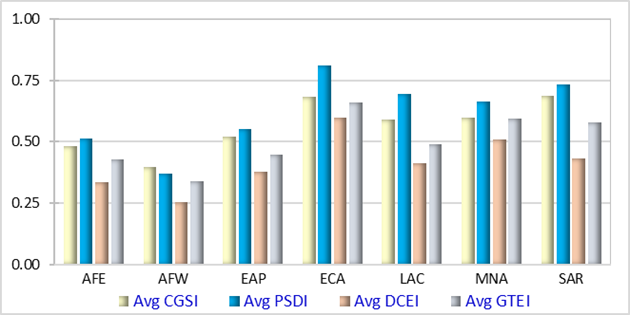 1.00
0.75
0.50
0.25
0.00
AFE AFW EAP ECA LAC MNA SAR
Avg CGSI Avg PSDI Avg DCEI Avg GTEI